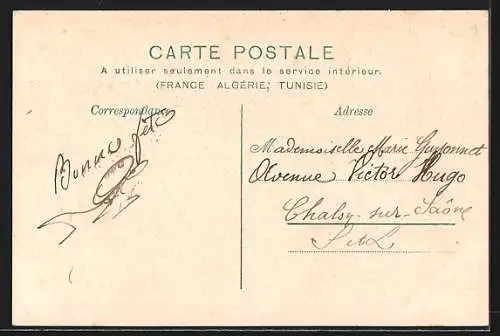 CARTE POSTALE
A utiliser seulement dans le service intérieur.
(FRANCE ALGÉRIE, TUNISIE)
Correspondance
Adresse
Bonne fête
Mademoiselle Marie Guyonnet
Avenue Victor Hugo
Chalon-sur-Saône
S et L